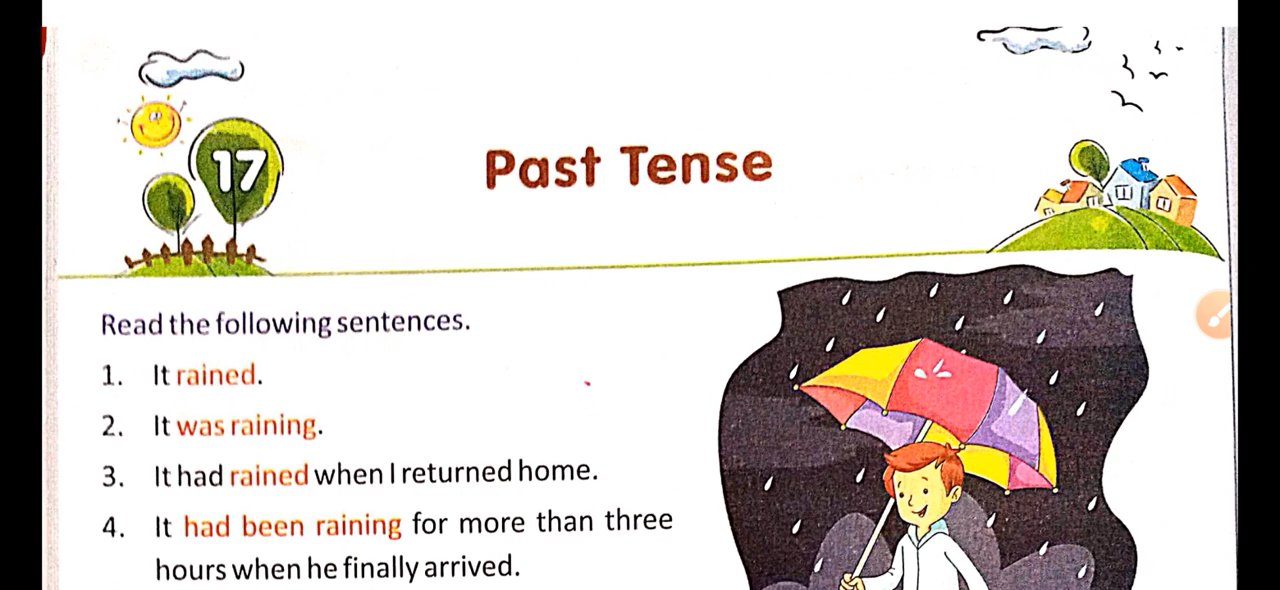 17
Past Tense
Read the following sentences.
1. It rained.
2. It was raining.
3. It had rained when I returned home.
4. It had been raining for more than three
hours when he finally arrived.